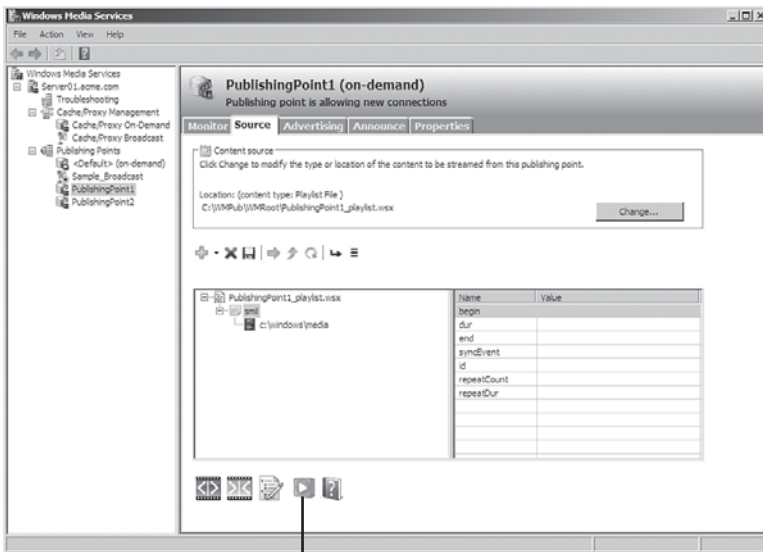 Windows Media Services
File Action View Help
Windows Media Services
Server01.acme.com
Troubleshooting
Cache/Proxy Management
Cache/Proxy On-Demand
Cache/Proxy Broadcast
Publishing Points
<Default> (on-demand)
Sample_Broadcast
PublishingPoint1
PublishingPoint2
PublishingPoint1 (on-demand)
Publishing point is allowing new connections
Monitor Source Advertising Announce Properties
Content source
Click Change to modify the type or location of the content to be streamed from this publishing point.
Location: (content type: Playlist File )
C:\WMPub\WMRoot\PublishingPoint1_playlist.wsx
Change...
PublishingPoint1_playlist.wsx
smil
c:\windows\media
Name Value
begin
dur
end
syncEvent
id
repeatCount
repeatDur